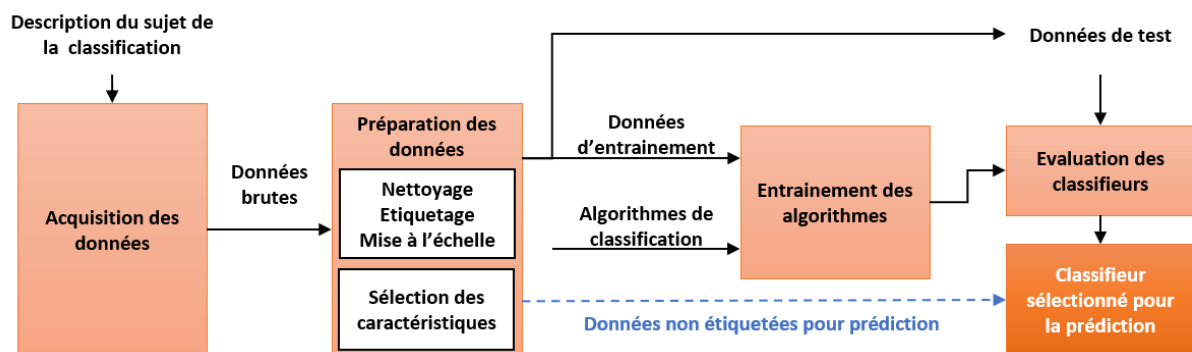 Description du sujet de
la classification
Données de test
Préparation des
données
Données
d'entrainement
Données
brutes
Acquisition des
données
Nettoyage
Etiquetage
Mise à l'échelle
Algorithmes de
classification
Entrainement des
algorithmes
Evaluation des
classifieurs
Sélection des
caractéristiques
Données non étiquetées pour prédiction
Classifieur
sélectionné pour
la prédiction